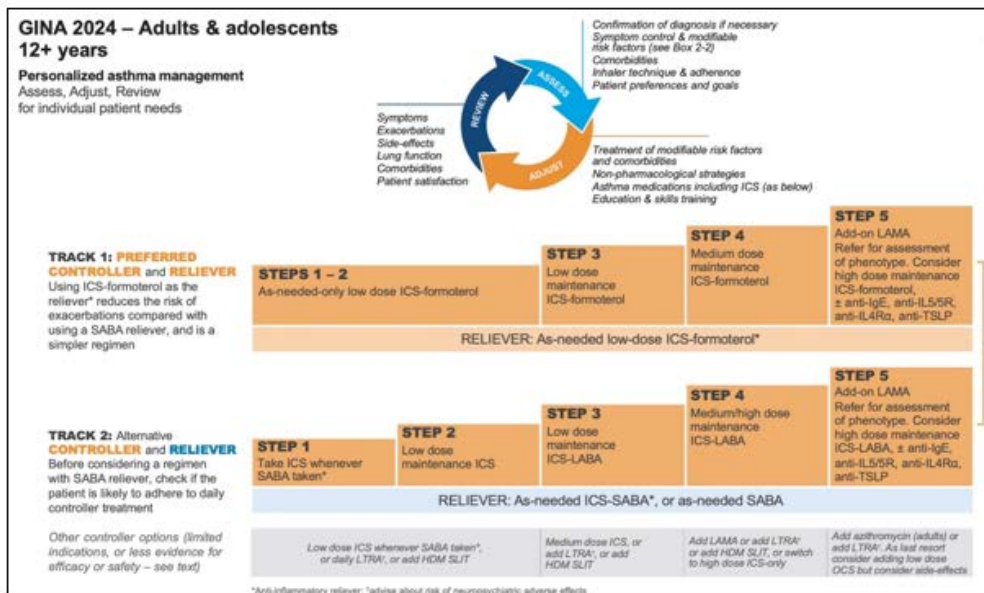 GINA 2024 – Adults & adolescents
12+ years
Personalized asthma management
Assess, Adjust, Review
for individual patient needs
Confirmation of diagnosis if necessary
Symptom control & modifiable
risk factors (see Box 2-2)
Comorbidities
Inhaler technique & adherence
Patient preferences and goals
ASSESS
REVIEW
ADJUST
Symptoms
Exacerbations
Side-effects
Lung function
Comorbidities
Patient satisfaction
Treatment of modifiable risk factors
and comorbidities
Non-pharmacological strategies
Asthma medications including ICS (as below)
Education & skills training
TRACK 1: PREFERRED
CONTROLLER and RELIEVER
Using ICS-formoterol as the
reliever* reduces the risk of
exacerbations compared with
using a SABA reliever, and is a
simpler regimen
STEPS 1 – 2
As-needed-only low dose ICS-formoterol
STEP 3
Low dose
maintenance
ICS-formoterol
STEP 4
Medium dose
maintenance
ICS-formoterol
STEP 5
Add-on LAMA
Refer for assessment
of phenotype. Consider
high dose maintenance
ICS-formoterol,
± anti-IgE, anti-IL5/5R,
anti-IL4Rα, anti-TSLP
RELIEVER: As-needed low-dose ICS-formoterol*
TRACK 2: Alternative
CONTROLLER and RELIEVER
Before considering a regimen
with SABA reliever, check if the
patient is likely to adhere to daily
controller treatment
STEP 1
Take ICS whenever
SABA taken*
STEP 2
Low dose
maintenance ICS
STEP 3
Low dose
maintenance
ICS-LABA
STEP 4
Medium/high dose
maintenance
ICS-LABA
STEP 5
Add-on LAMA
Refer for assessment
of phenotype. Consider
high dose maintenance
ICS-LABA, ± anti-IgE,
anti-IL5/5R, anti-IL4Rα,
anti-TSLP
RELIEVER: As-needed ICS-SABA*, or as-needed SABA
Other controller options (limited
indications, or less evidence for
efficacy or safety – see text)
Low dose ICS whenever SABA taken*,
or daily LTRA†, or add HDM SLIT
Medium dose ICS, or
add LTRA†, or add
HDM SLIT
Add LAMA or add LTRA†
or add HDM SLIT, or switch
to high dose ICS-only
Add azithromycin (adults) or
add LTRA†. As last resort
consider adding low dose
OCS but consider side-effects
*Anti-inflammatory reliever; †advise about risk of neuropsychiatric adverse effects